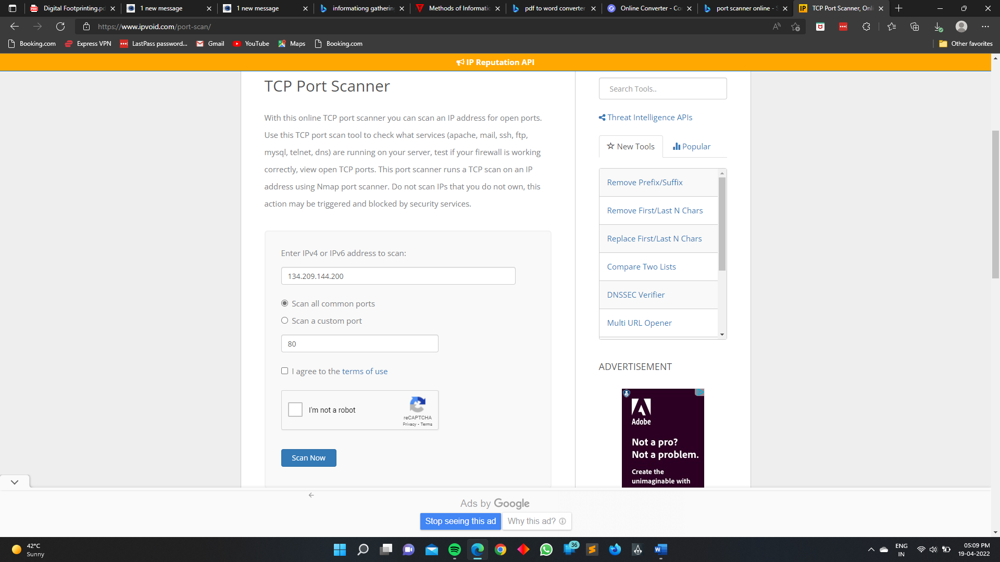 Digital Footprinting.pd
1 new message
1 new message
informationg gathering
Methods of Informatio
pdf to word converter
Online Converter - Co
port scanner online - S
IP TCP Port Scanner, Onli
https://www.ipvoid.com/port-scan/
Booking.com
Express VPN
LastPass password...
Gmail
YouTube
Maps
Booking.com
Other favorites
IP Reputation API
TCP Port Scanner
With this online TCP port scanner you can scan an IP address for open ports.
Use this TCP port scan tool to check what services (apache, mail, ssh, ftp,
mysql, telnet, dns) are running on your server, test if your firewall is working
correctly, view open TCP ports. This port scanner runs a TCP scan on an IP
address using Nmap port scanner. Do not scan IPs that you do not own, this
action may be triggered and blocked by security services.
Enter IPv4 or IPv6 address to scan:
134.209.144.200
Scan all common ports
Scan a custom port
80
I agree to the terms of use
I'm not a robot
reCAPTCHA
Privacy - Terms
Scan Now
Search Tools..
Threat Intelligence APIs
New Tools
Popular
Remove Prefix/Suffix
Remove First/Last N Chars
Replace First/Last N Chars
Compare Two Lists
DNSSEC Verifier
Multi URL Opener
ADVERTISEMENT
Adobe
Not a pro?
Not a problem.
Create the
unimaginable with
Ads by Google
Stop seeing this ad
Why this ad?
42°C
Sunny
36
ENG
IN
05:09 PM
19-04-2022